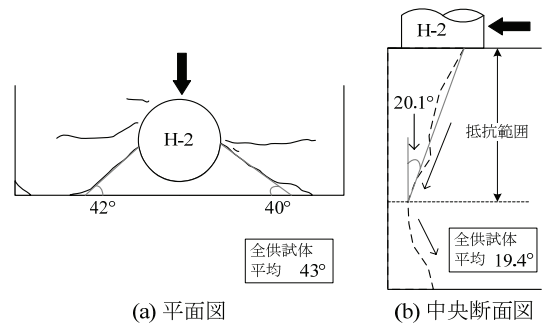 H-2
42°
40°
全供試体
平均 43°
(a) 平面図
H-2
20.1°
抵抗範囲
全供試体
平均 19.4°
(b) 中央断面図